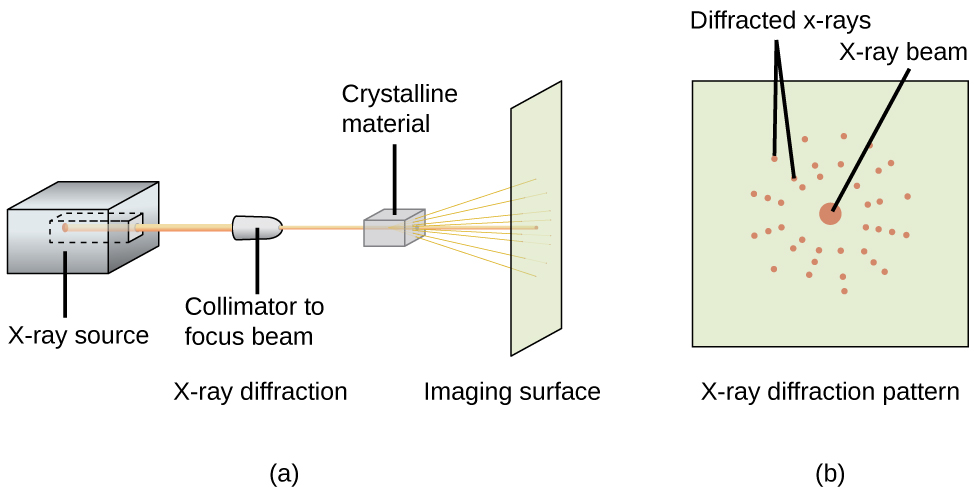 Crystalline
material
X-ray source
Collimator to
focus beam
X-ray diffraction
Imaging surface
(a)
Diffracted x-rays
X-ray beam
X-ray diffraction pattern
(b)